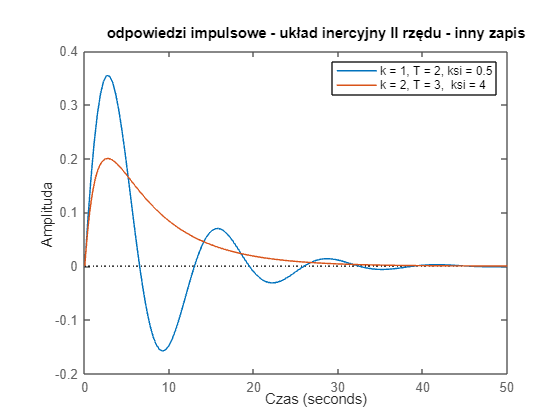 odpowiedzi impulsowe - układ inercyjny II rzędu - inny zapis
k = 1, T = 2, ksi = 0.5
k = 2, T = 3,  ksi = 4
Amplituda
0.4
0.3
0.2
0.1
0
-0.1
-0.2
0 10 20 30 40 50
Czas (seconds)